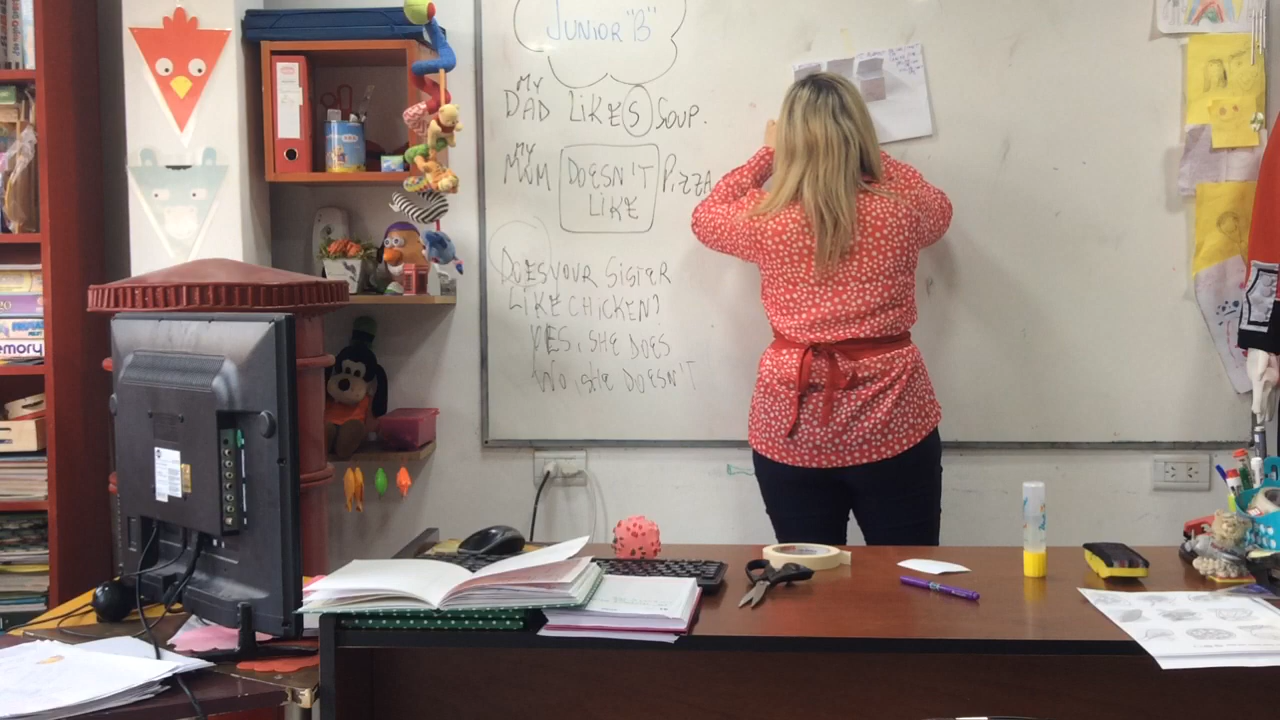 JUNIOR "B"
MY
DAD LIKES SOUP.
MY
MUM DOESN'T PIZZA
LIKE
DOES YOUR SISTER
LIKE CHICKEN?
YES, SHE DOES
NO, SHE DOESN'T
emory